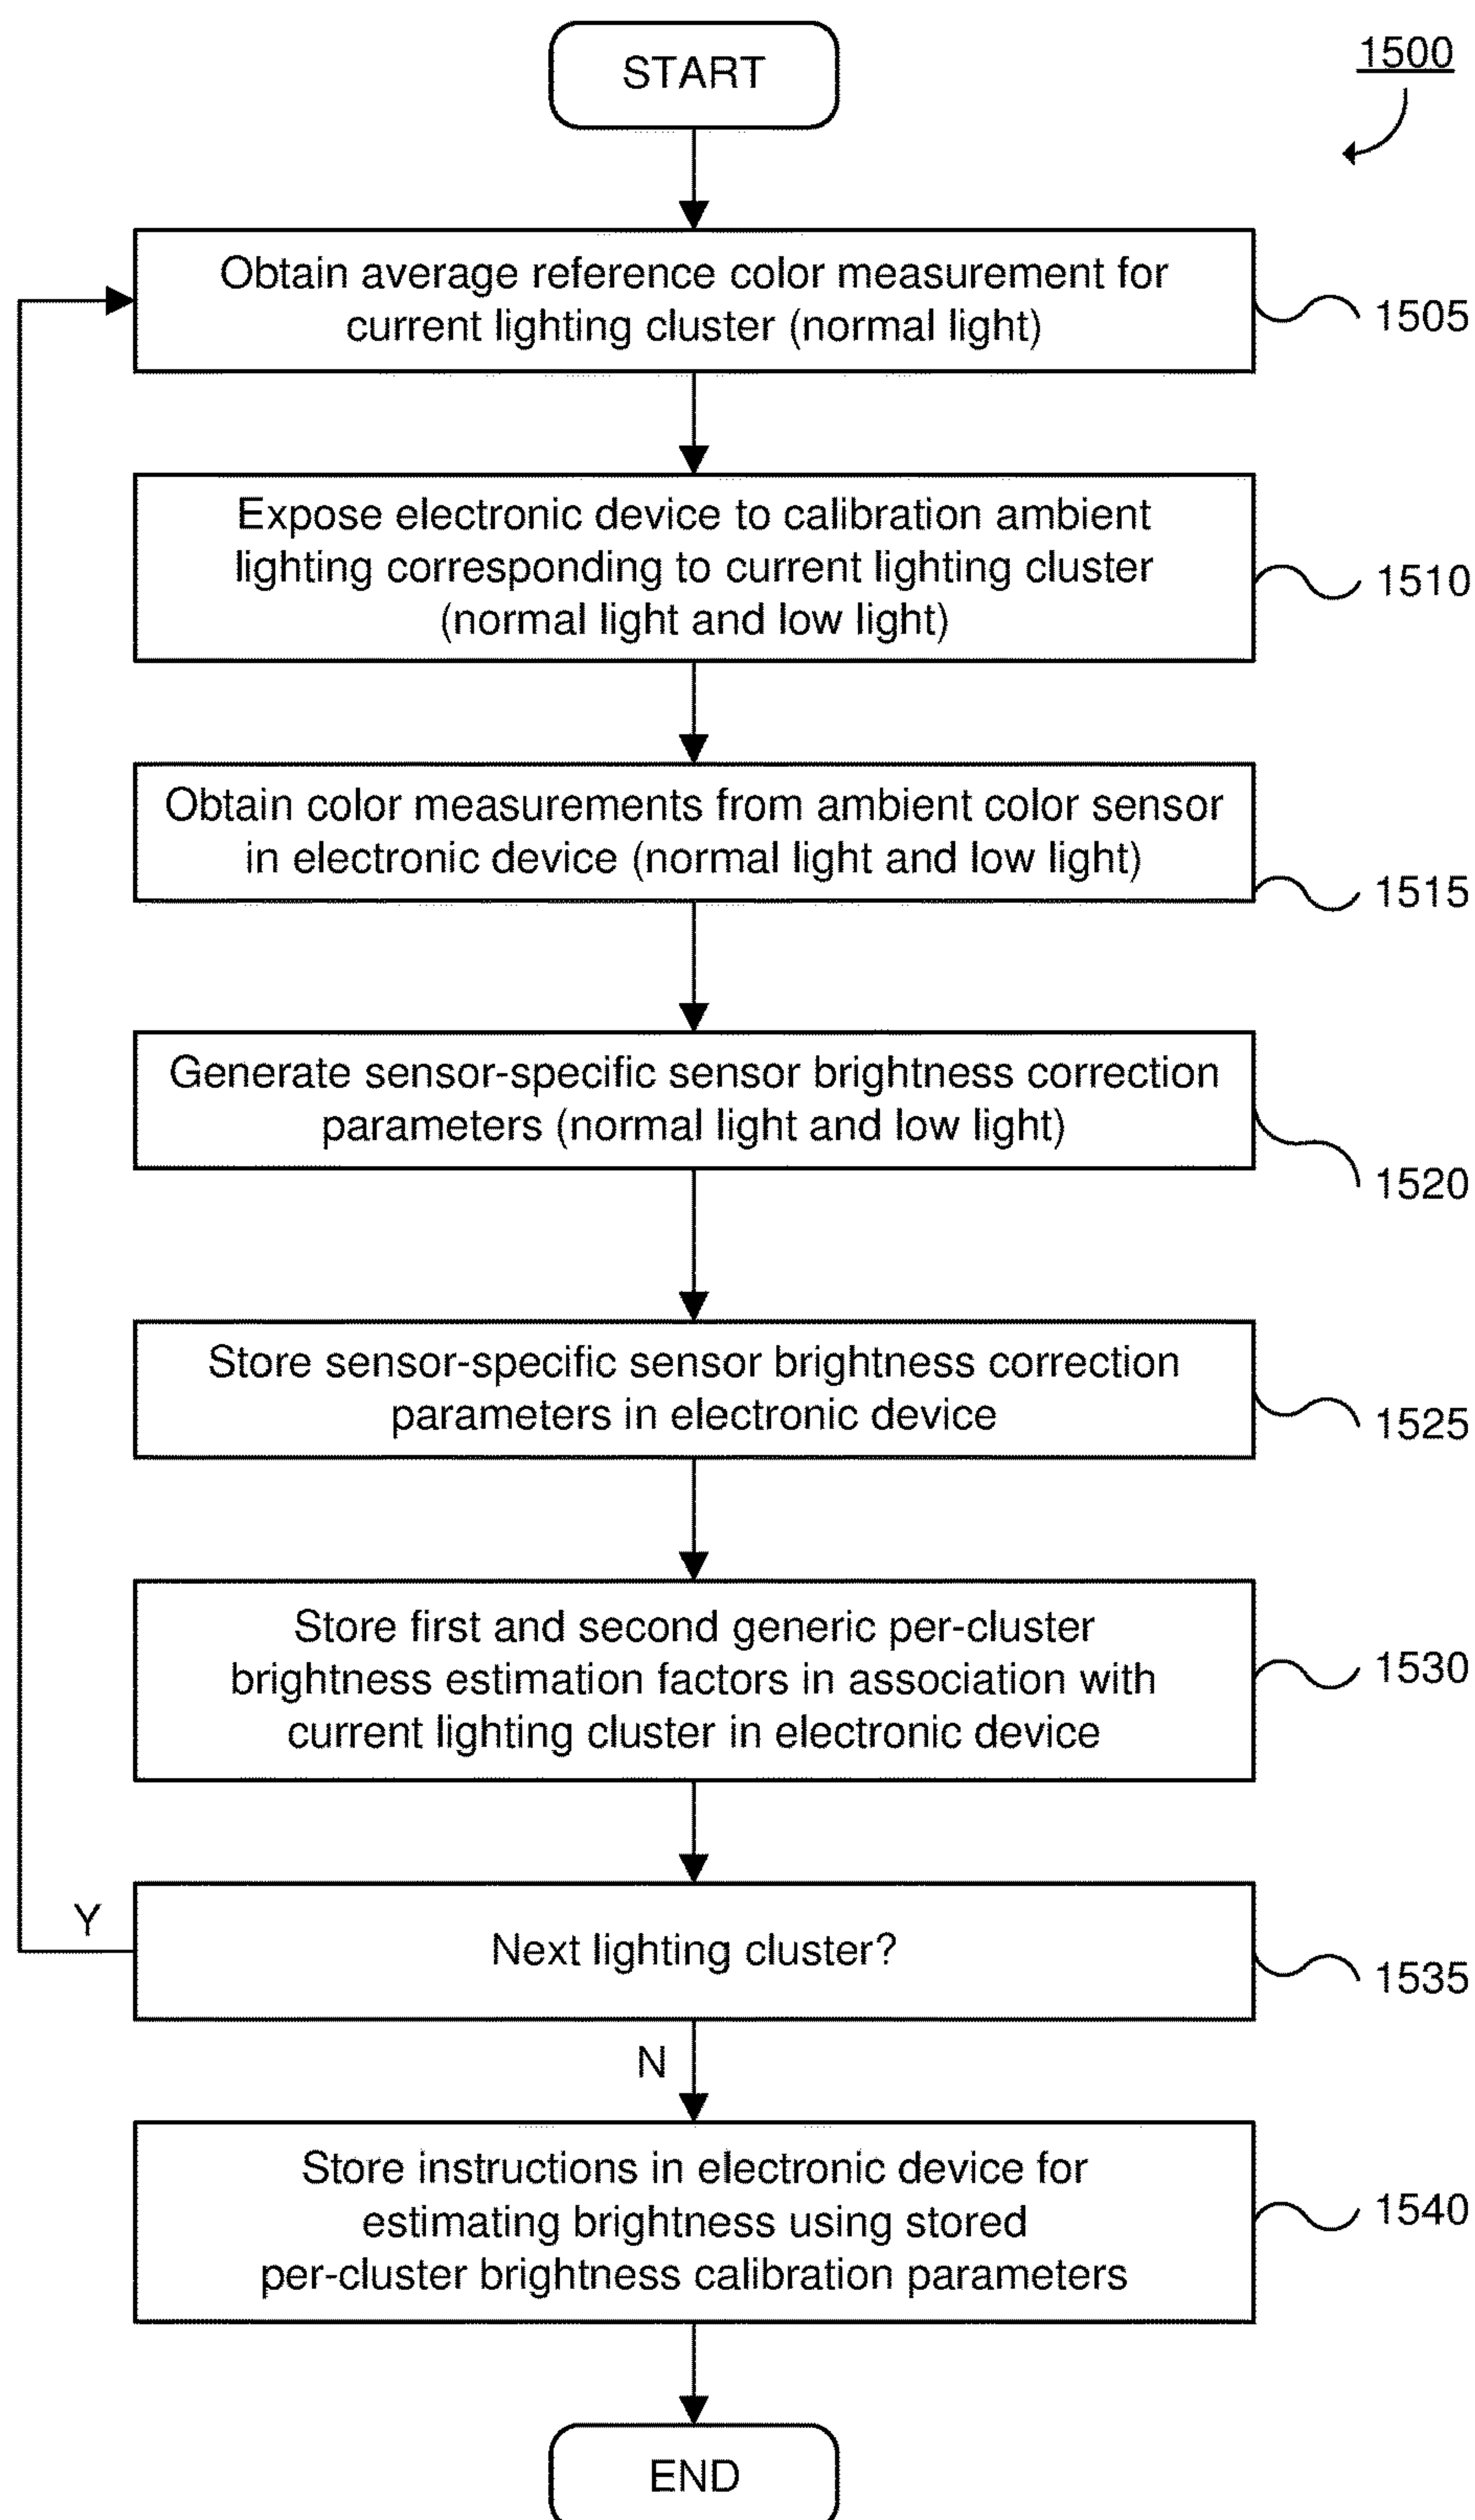 START
1500
Obtain average reference color measurement for
current lighting cluster (normal light)
1505
Expose electronic device to calibration ambient
lighting corresponding to current lighting cluster
(normal light and low light)
1510
Obtain color measurements from ambient color sensor
in electronic device (normal light and low light)
1515
Generate sensor-specific sensor brightness correction
parameters (normal light and low light)
1520
Store sensor-specific sensor brightness correction
parameters in electronic device
1525
Store first and second generic per-cluster
brightness estimation factors in association with
current lighting cluster in electronic device
1530
Y
Next lighting cluster?
1535
N
Store instructions in electronic device for
estimating brightness using stored
per-cluster brightness calibration parameters
1540
END